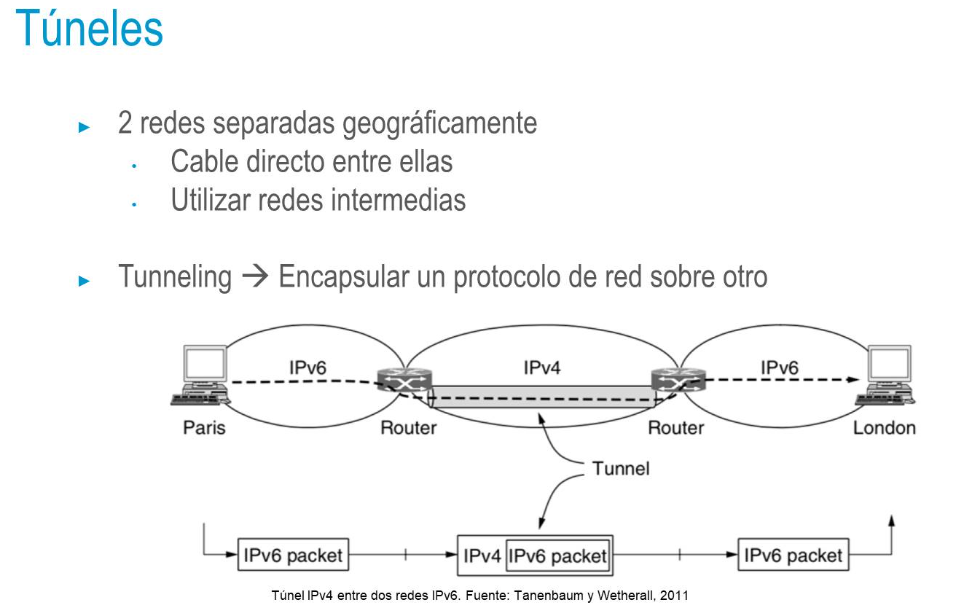 Túneles
► 2 redes separadas geográficamente
• Cable directo entre ellas
• Utilizar redes intermedias
► Tunneling → Encapsular un protocolo de red sobre otro
IPv6 IPv4 IPv6
Paris Router Router London
Tunnel
IPv6 packet IPv4 IPv6 packet IPv6 packet
Túnel IPv4 entre dos redes IPv6. Fuente: Tanenbaum y Wetherall, 2011